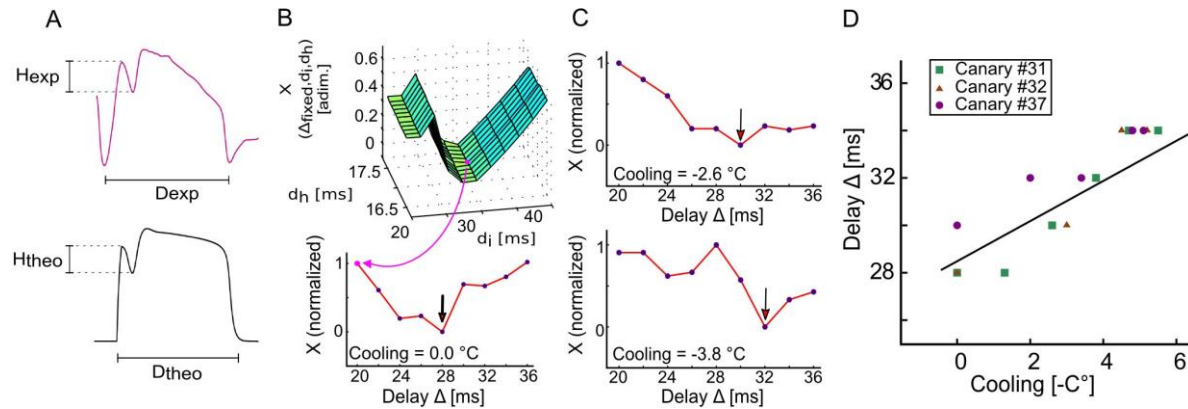 A
Hexp
Dexp
Htheo
Dtheo
B
X
(Δfixed,di,dh)
[adim.]
0.6
0.4
0.2
0
17.5
dh [ms]
16.5
20
30
40
di [ms]
X (normalized)
1
0
Cooling = 0.0 °C
20 24 28 32 36
Delay Δ [ms]
C
X (normalized)
1
0
Cooling = -2.6 °C
20 24 28 32 36
Delay Δ [ms]
X (normalized)
1
0
Cooling = -3.8 °C
20 24 28 32 36
Delay Δ [ms]
D
Canary #31
Canary #32
Canary #37
Delay Δ [ms]
36
32
28
0 2 4 6
Cooling [-C°]